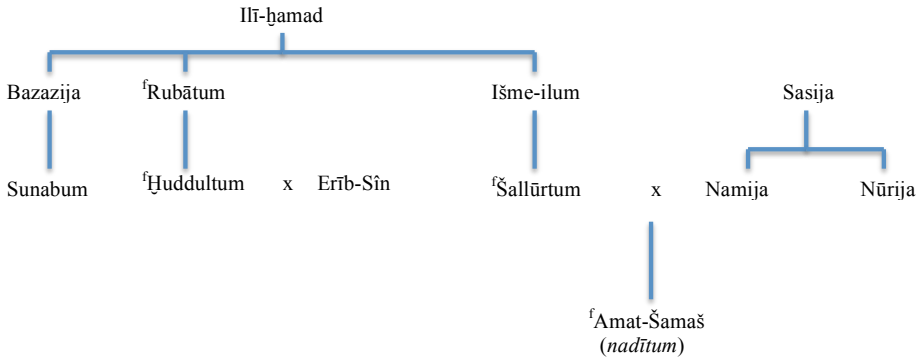 Ilī-ḫamad
Bazazija fRubātum Išme-ilum Sasija
Sunabum fḪuddultum x Erīb-Sîn fŠallūrtum x Namija Nūrija
fAmat-Šamaš
(nadītum)